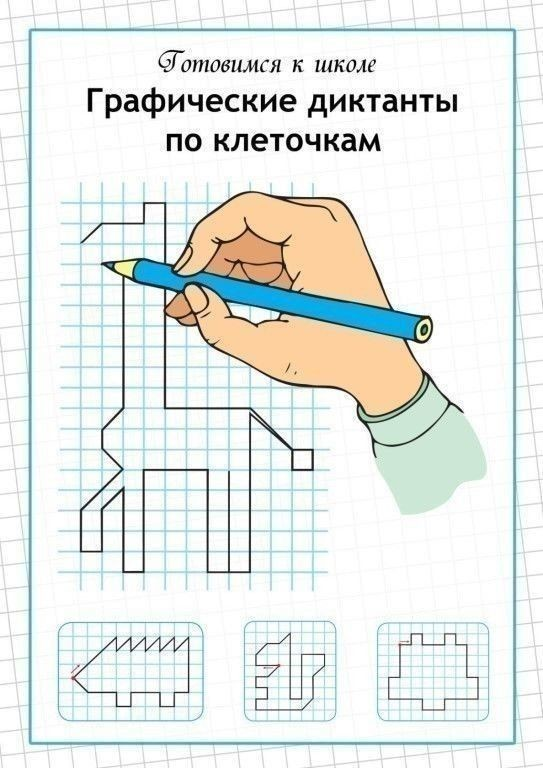 Готовимся к школе
Графические диктанты
по клеточкам